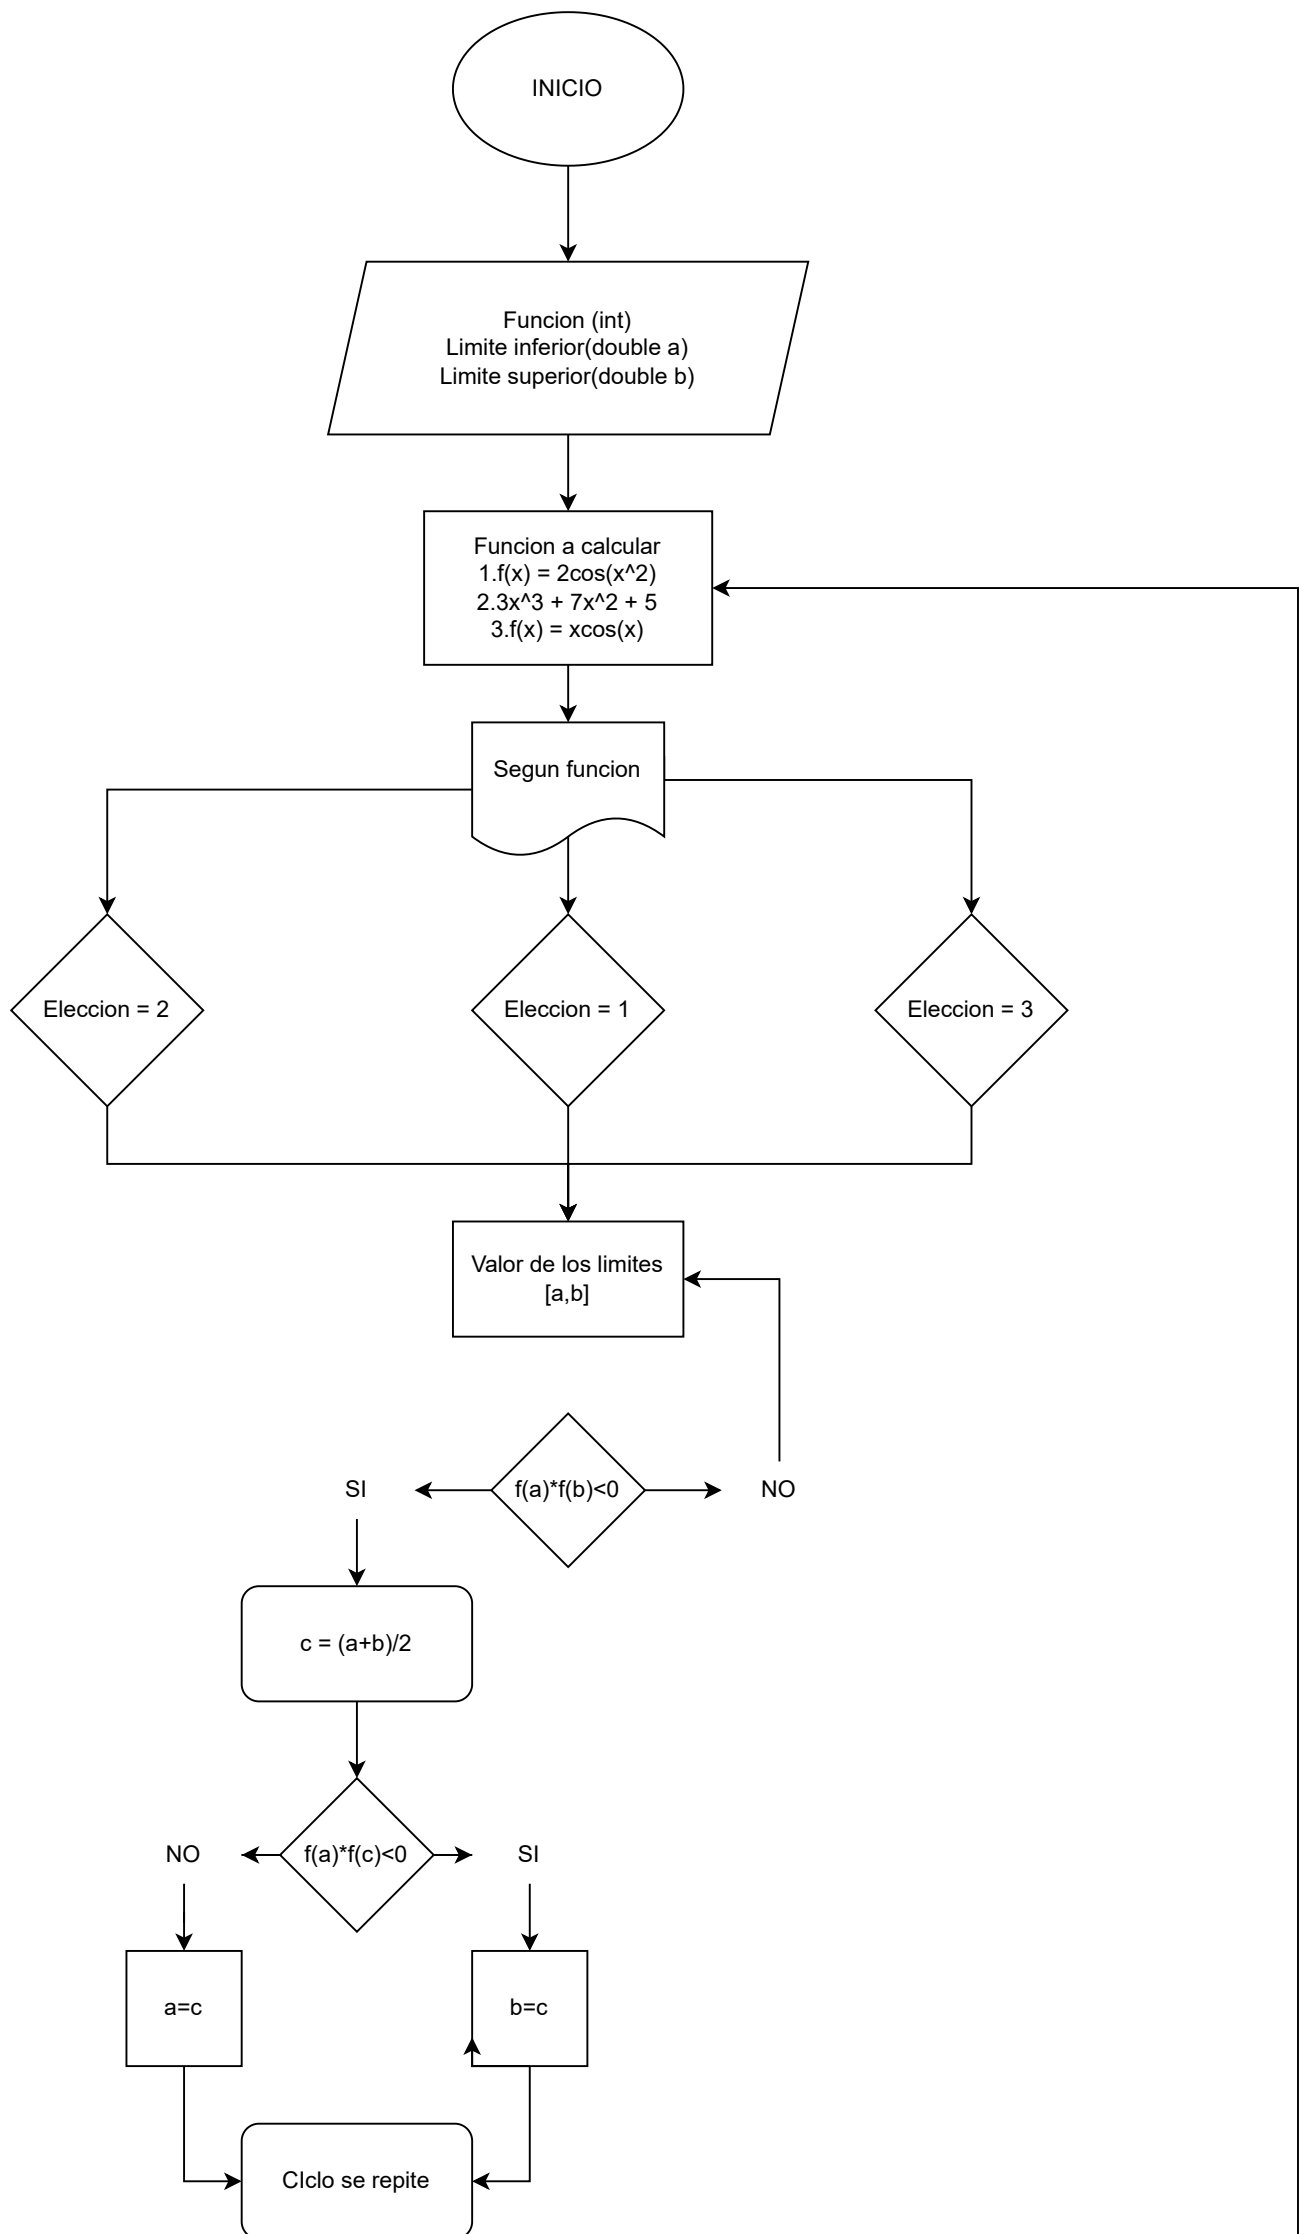 INICIO
Funcion (int)
Limite inferior(double a)
Limite superior(double b)
Funcion a calcular
1.f(x) = 2cos(x^2)
2.3x^3 + 7x^2 + 5
3.f(x) = xcos(x)
Segun funcion
Eleccion = 2
Eleccion = 1
Eleccion = 3
Valor de los limites
[a,b]
SI
f(a)*f(b)<0
NO
c = (a+b)/2
NO
f(a)*f(c)<0
SI
a=c
b=c
CIclo se repite